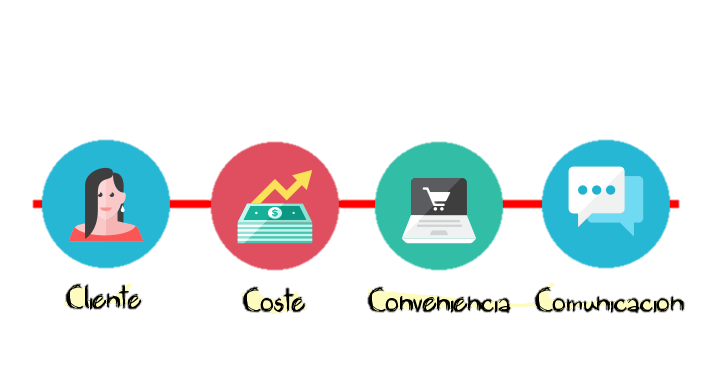 $
Cliente
Coste
Conveniencia
Comunicacion